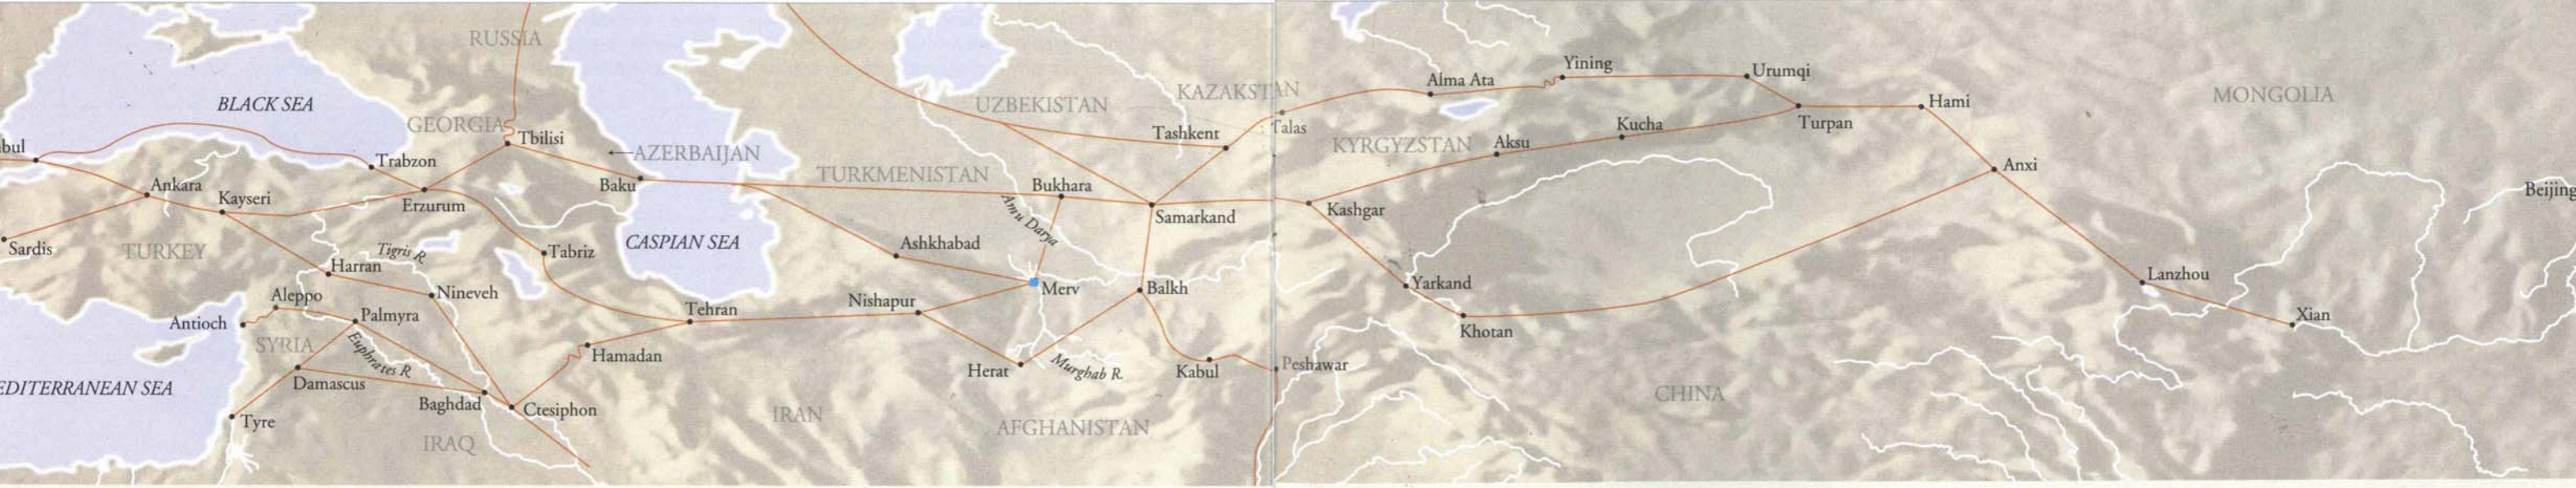 RUSSIA
BLACK SEA
GEORGIA
Tbilisi
bul
Trabzon
AZERBAIJAN
Baku
Ankara
Kayseri
Erzurum
Sardis
TURKEY
Tigris R.
Harran
Tabriz
CASPIAN SEA
Nineveh
Aleppo
Antioch
Palmyra
SYRIA
Euphrates R.
Damascus
EDITERRANEAN SEA
Tyre
Baghdad
Ctesiphon
IRAQ
Hamadan
Tehran
IRAN
UZBEKISTAN
KAZAKSTAN
Tashkent
Talas
TURKMENISTAN
Bukhara
Amu Darya
Samarkand
Ashkhabad
Merv
Balkh
Nishapur
Herat
Murghab R.
Kabul
Peshawar
AFGHANISTAN
Alma Ata
Yining
Urumqi
KYRGYZSTAN
Aksu
Kucha
Turpan
Hami
MONGOLIA
Kashgar
Anxi
Beijing
Yarkand
Khotan
Lanzhou
Xian
CHINA